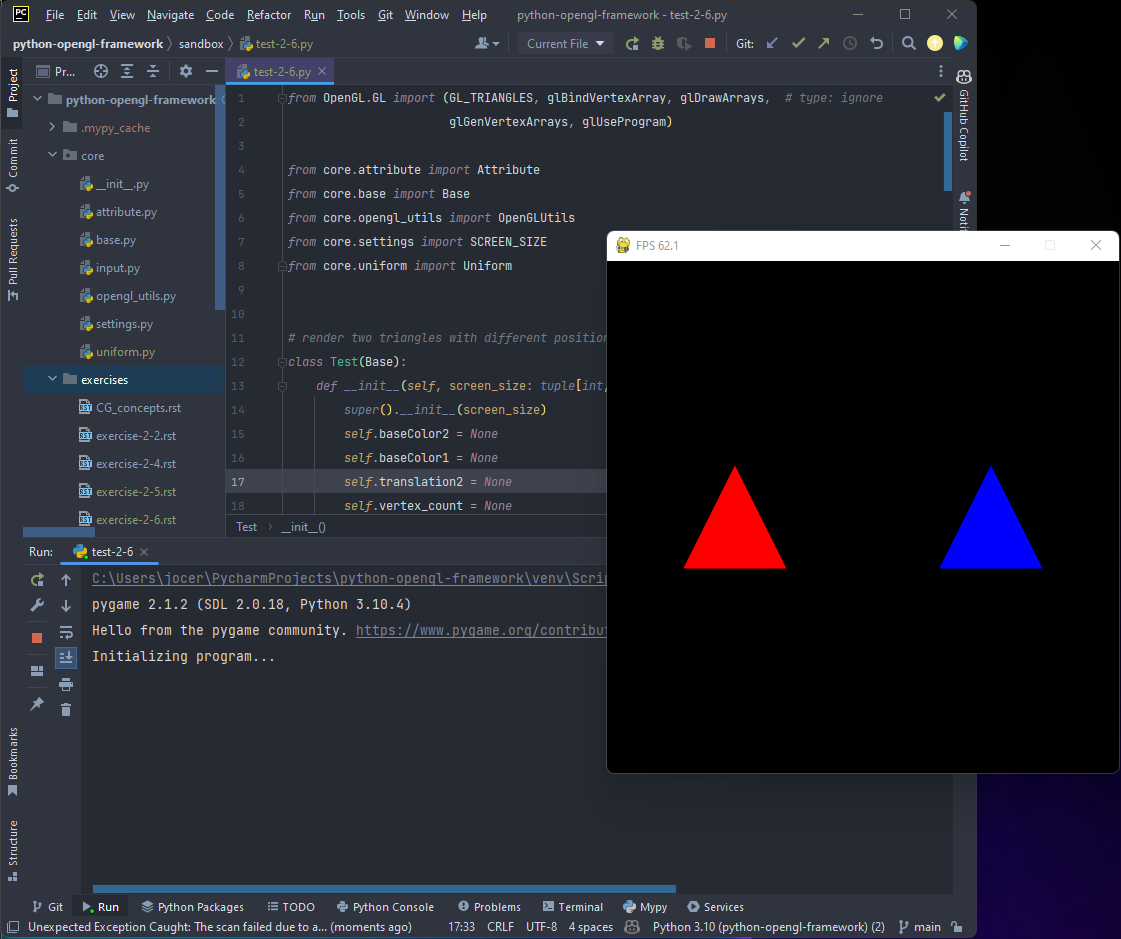 PC File Edit View Navigate Code Refactor Run Tools Git Window Help python-opengl-framework - test-2-6.py
python-opengl-framework sandbox test-2-6.py Current File Git:
Project
Commit
Pull Requests
Bookmarks
Structure
Pr...
python-opengl-framework
.mypy_cache
core
__init__.py
attribute.py
base.py
input.py
opengl_utils.py
settings.py
uniform.py
exercises
CG_concepts.rst
exercise-2-2.rst
exercise-2-4.rst
exercise-2-5.rst
exercise-2-6.rst
test-2-6.py
1 from OpenGL.GL import (GL_TRIANGLES, glBindVertexArray, glDrawArrays, # type: ignore
2 glGenVertexArrays, glUseProgram)
3
4 from core.attribute import Attribute
5 from core.base import Base
6 from core.opengl_utils import OpenGLUtils
7 from core.settings import SCREEN_SIZE
8 from core.uniform import Uniform
9
10
11 # render two triangles with different position
12 class Test(Base):
13 def __init__(self, screen_size: tuple[int,
14 super().__init__(screen_size)
15 self.baseColor2 = None
16 self.baseColor1 = None
17 self.translation2 = None
18 self.vertex_count = None
Test __init__()
GitHub Copilot
Noti
FPS 62.1
Run: test-2-6
C:\Users\jocer\PycharmProjects\python-opengl-framework\venv\Scrip
pygame 2.1.2 (SDL 2.0.18, Python 3.10.4)
Hello from the pygame community. https://www.pygame.org/contribut
Initializing program...
Git Run Python Packages TODO Python Console Problems Terminal Mypy Services
Unexpected Exception Caught: The scan failed due to a... (moments ago) 17:33 CRLF UTF-8 4 spaces Python 3.10 (python-opengl-framework) (2) main